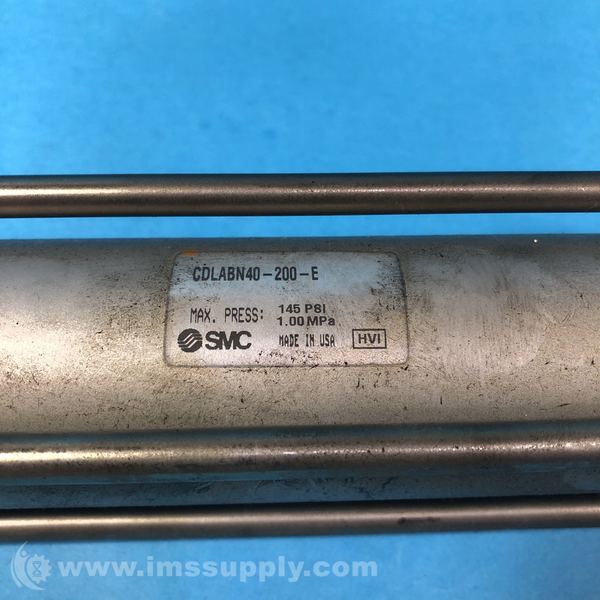 CDLABN40-200-E
MAX. PRESS: 145 PSI
1.00 MPa
SMC MADE IN USA HVI
www.imssupply.com